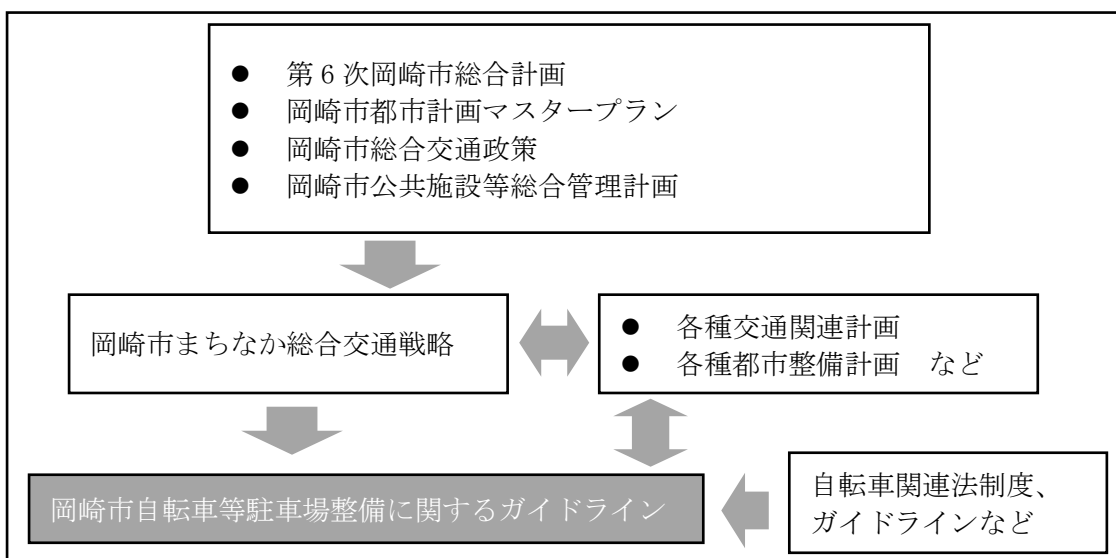 ● 第6次岡崎市総合計画
● 岡崎市都市計画マスタープラン
● 岡崎市総合交通政策
● 岡崎市公共施設等総合管理計画
岡崎市まちなか総合交通戦略
● 各種交通関連計画
● 各種都市整備計画　など
岡崎市自転車等駐車場整備に関するガイドライン
自転車関連法制度、
ガイドラインなど